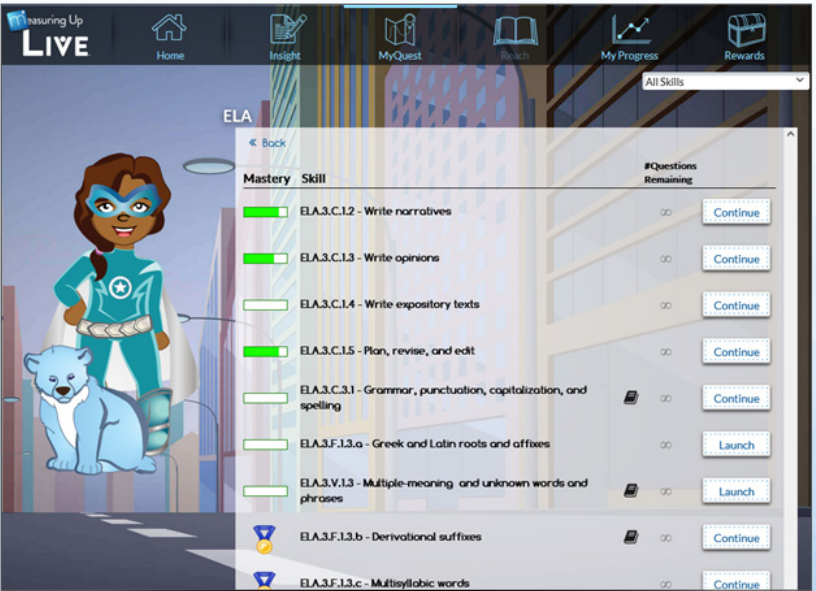 measuring Up
LIVE
Home
Insight
MyQuest
Reach
My Progress
Rewards
All Skills
ELA
« Back
Mastery Skill #Questions Remaining
ELA.3.C.1.2 - Write narratives ∞ Continue
ELA.3.C.1.3 - Write opinions ∞ Continue
ELA.3.C.1.4 - Write expository texts ∞ Continue
ELA.3.C.1.5 - Plan, revise, and edit ∞ Continue
ELA.3.C.3.1 - Grammar, punctuation, capitalization, and
spelling ∞ Continue
ELA.3.F.1.3.a - Greek and Latin roots and affixes ∞ Launch
ELA.3.V.1.3 - Multiple-meaning and unknown words and
phrases ∞ Launch
ELA.3.F.1.3.b - Derivational suffixes ∞ Continue
ELA.3.F.1.3.c - Multisyllabic words ∞ Continue